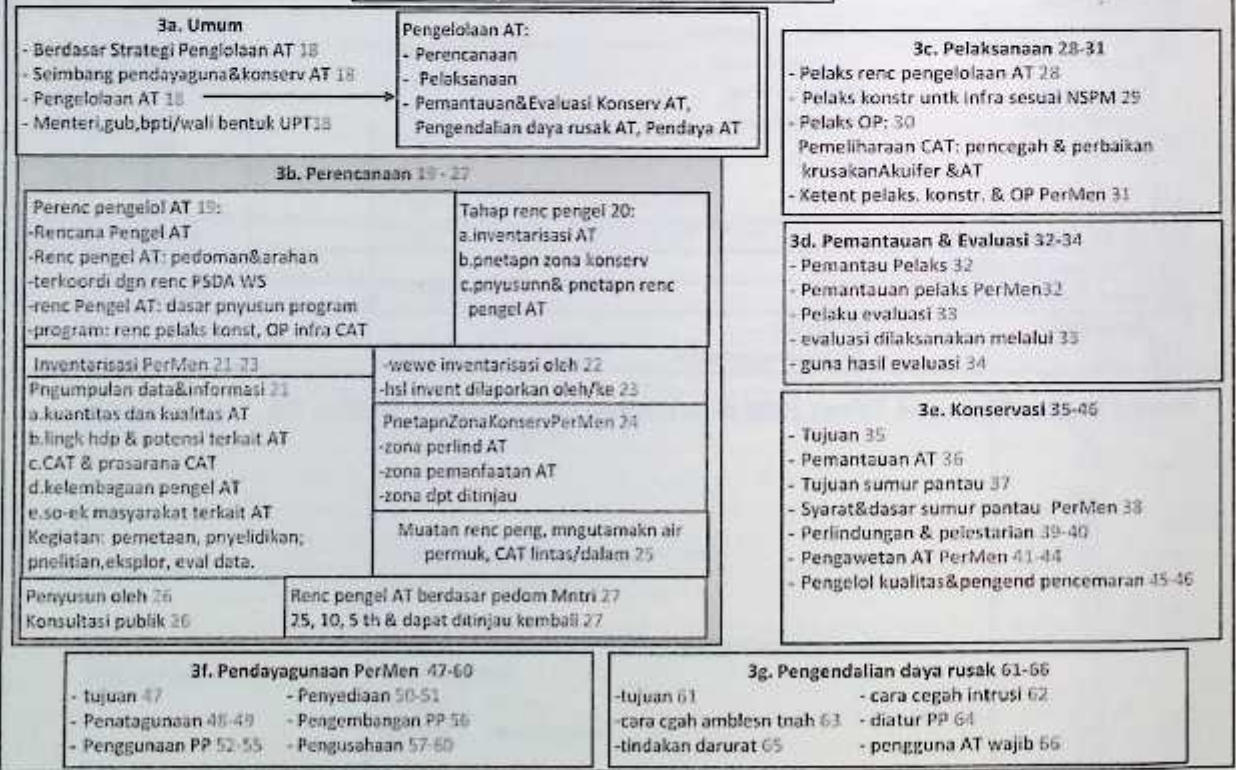 3a. Umum
- Berdasar Strategi Penglolaan AT 18
- Seimbang pendayaguna&konserv AT 18
- Pengelolaan AT 18
- Menteri,gub,bpti/wali bentuk UPT18
Pengelolaan AT:
- Perencanaan
- Pelaksanaan
- Pemantauan&Evaluasi Konserv AT,
Pengendalian daya rusak AT, Pendaya AT
3b. Perencanaan 19 - 27
Perenc pengelol AT 19:
-Rencana Pengel AT
-Renc pengel AT: pedoman&arahan
-terkoordi dgn renc PSDA WS
-renc Pengel AT: dasar pnyusun program
-program: renc pelaks konst, OP infra CAT
Tahap renc pengel 20:
a.inventarisasi AT
b.pnetapn zona konserv
c.pnyusunn& pnetapn renc
pengel AT
Inventarisasi PerMen 21-23
Pngumpulan data&informasi 21
a.kuantitas dan kualitas AT
b.lingk hdp & potensi terkait AT
c.CAT & prasarana CAT
d.kelembagaan pengel AT
e.so-ek masyarakat terkait AT
Kegiatan: pemetaan, pnyelidikan;
pnelitian,eksplor, eval data.
-wewe inventarisasi oleh 22
-hsl invent dilaporkan oleh/ke 23
PnetapnZonaKonservPerMen 24
-zona perlind AT
-zona pemanfaatan AT
-zona dpt ditinjau
Muatan renc peng, mngutamakn air
permuk, CAT lintas/dalam 25
Penyusun oleh 26
Konsultasi publik 26
Renc pengel AT berdasar pedom Mntri 27
25, 10, 5 th & dapat ditinjau kembali 27
3c. Pelaksanaan 28-31
- Pelaks renc pengelolaan AT 28
- Pelaks konstr untk infra sesuai NSPM 29
- Pelaks OP: 30
Pemeliharaan CAT: pencegah & perbaikan
krusakanAkuifer &AT
- Ketent pelaks. konstr. & OP PerMen 31
3d. Pemantauan & Evaluasi 32-34
- Pemantau Pelaks 32
- Pemantauan pelaks PerMen32
- Pelaku evaluasi 33
- evaluasi dilaksanakan melalui 33
- guna hasil evaluasi 34
3e. Konservasi 35-46
- Tujuan 35
- Pemantauan AT 36
- Tujuan sumur pantau 37
- Syarat&dasar sumur pantau PerMen 38
- Perlindungan & pelestarian 39-40
- Pengawetan AT PerMen 41-44
- Pengelol kualitas&pengend pencemaran 45-46
3f. Pendayagunaan PerMen 47-60
- tujuan 47
- Penatagunaan 48-49
- Penggunaan PP 52-55
- Penyediaan 50-51
- Pengembangan PP 56
- Pengusahaan 57-60
3g. Pengendalian daya rusak 61-66
-tujuan 61
-cara cgah amblesn tnah 63
-tindakan darurat 65
- cara cegah intrusi 62
- diatur PP 64
- pengguna AT wajib 66